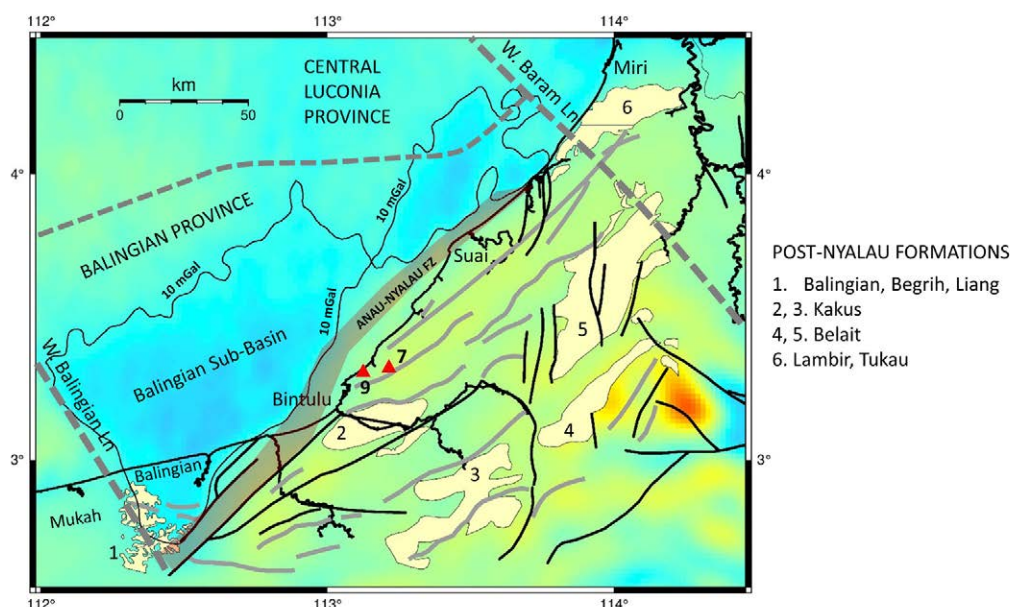 112°
113°
114°
CENTRAL
LUCONIA
PROVINCE
km
0
50
W. Baram Ln
Miri
6
4°
4°
BALINGIAN PROVINCE
10 mGal
10 mGal
10 mGal
Suai
ANAU-NYALAU FZ
5
Balingian Sub-Basin
W. Balingian Ln
7
9
Bintulu
2
4
3°
3°
Balingian
3
Mukah
1
112°
113°
114°
POST-NYALAU FORMATIONS
1. Balingian, Begrih, Liang
2, 3. Kakus
4, 5. Belait
6. Lambir, Tukau